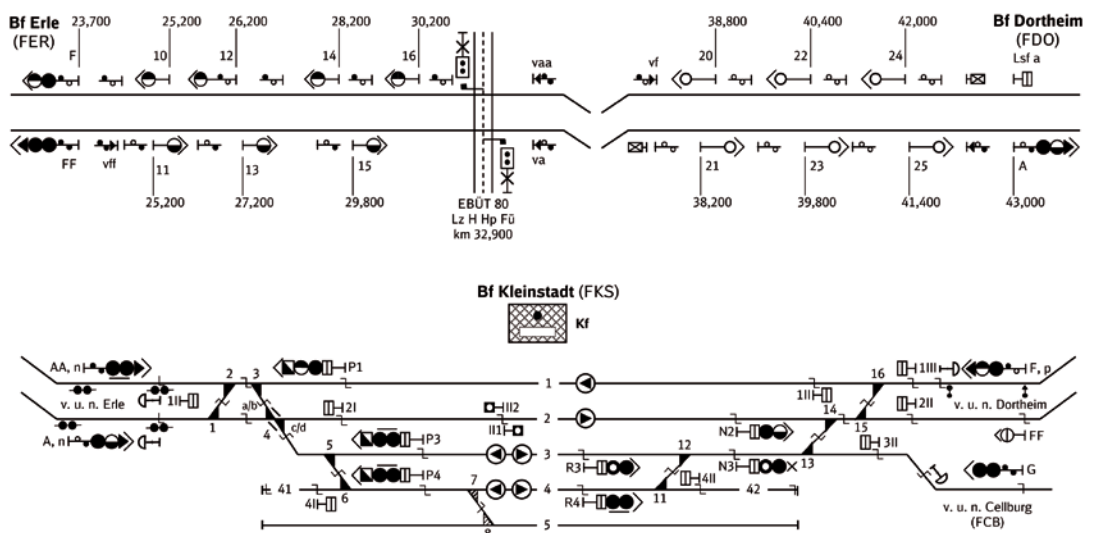 Bf Erle
(FER)
23,700 25,200 26,200 28,200 30,200
38,800 40,400 42,000
Bf Dortheim
(FDO)
F 10 12 14 16
vaa vf 20 22 24 Lsf a
FF vff 11 13 15
va 21 23 25 A
25,200 27,200 29,800
EBÜT 80
Lz H Hp Fü
km 32,900
38,200 39,800 41,400 43,000
Bf Kleinstadt (FKS)
Kf
AA, n 2 3 P1 1 16 1III F, p
v. u. n. Erle 1II a/b 2I III2 1II 14 2II v. u. n. Dortheim
1 4 c/d II1 2 15
A, n P3 N2 3II FF
5 3 R3 12 N3 13 G
P4
41 6 7 4 R4 11 4II 42
4II
8 5
v. u. n. Cellburg
(FCB)